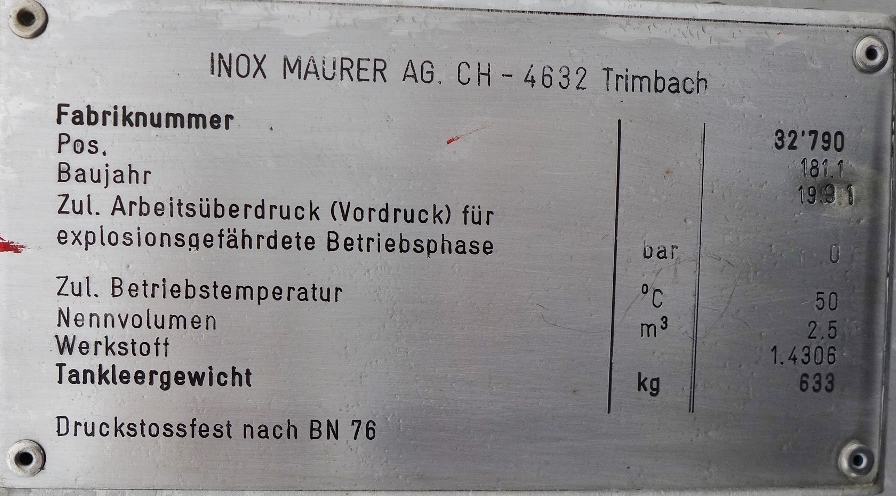 INOX MAURER AG. CH - 4632 Trimbach
Fabriknummer 32'790
Pos. 181.1
Baujahr
Zul. Arbeitsüberdruck (Vordruck) für
explosionsgefährdete Betriebsphase bar 0
Zul. Betriebstemperatur °C 50
Nennvolumen m³ 2,5
Werkstoff 1.4306
Tankleergewicht kg 633
Druckstossfest nach BN 76